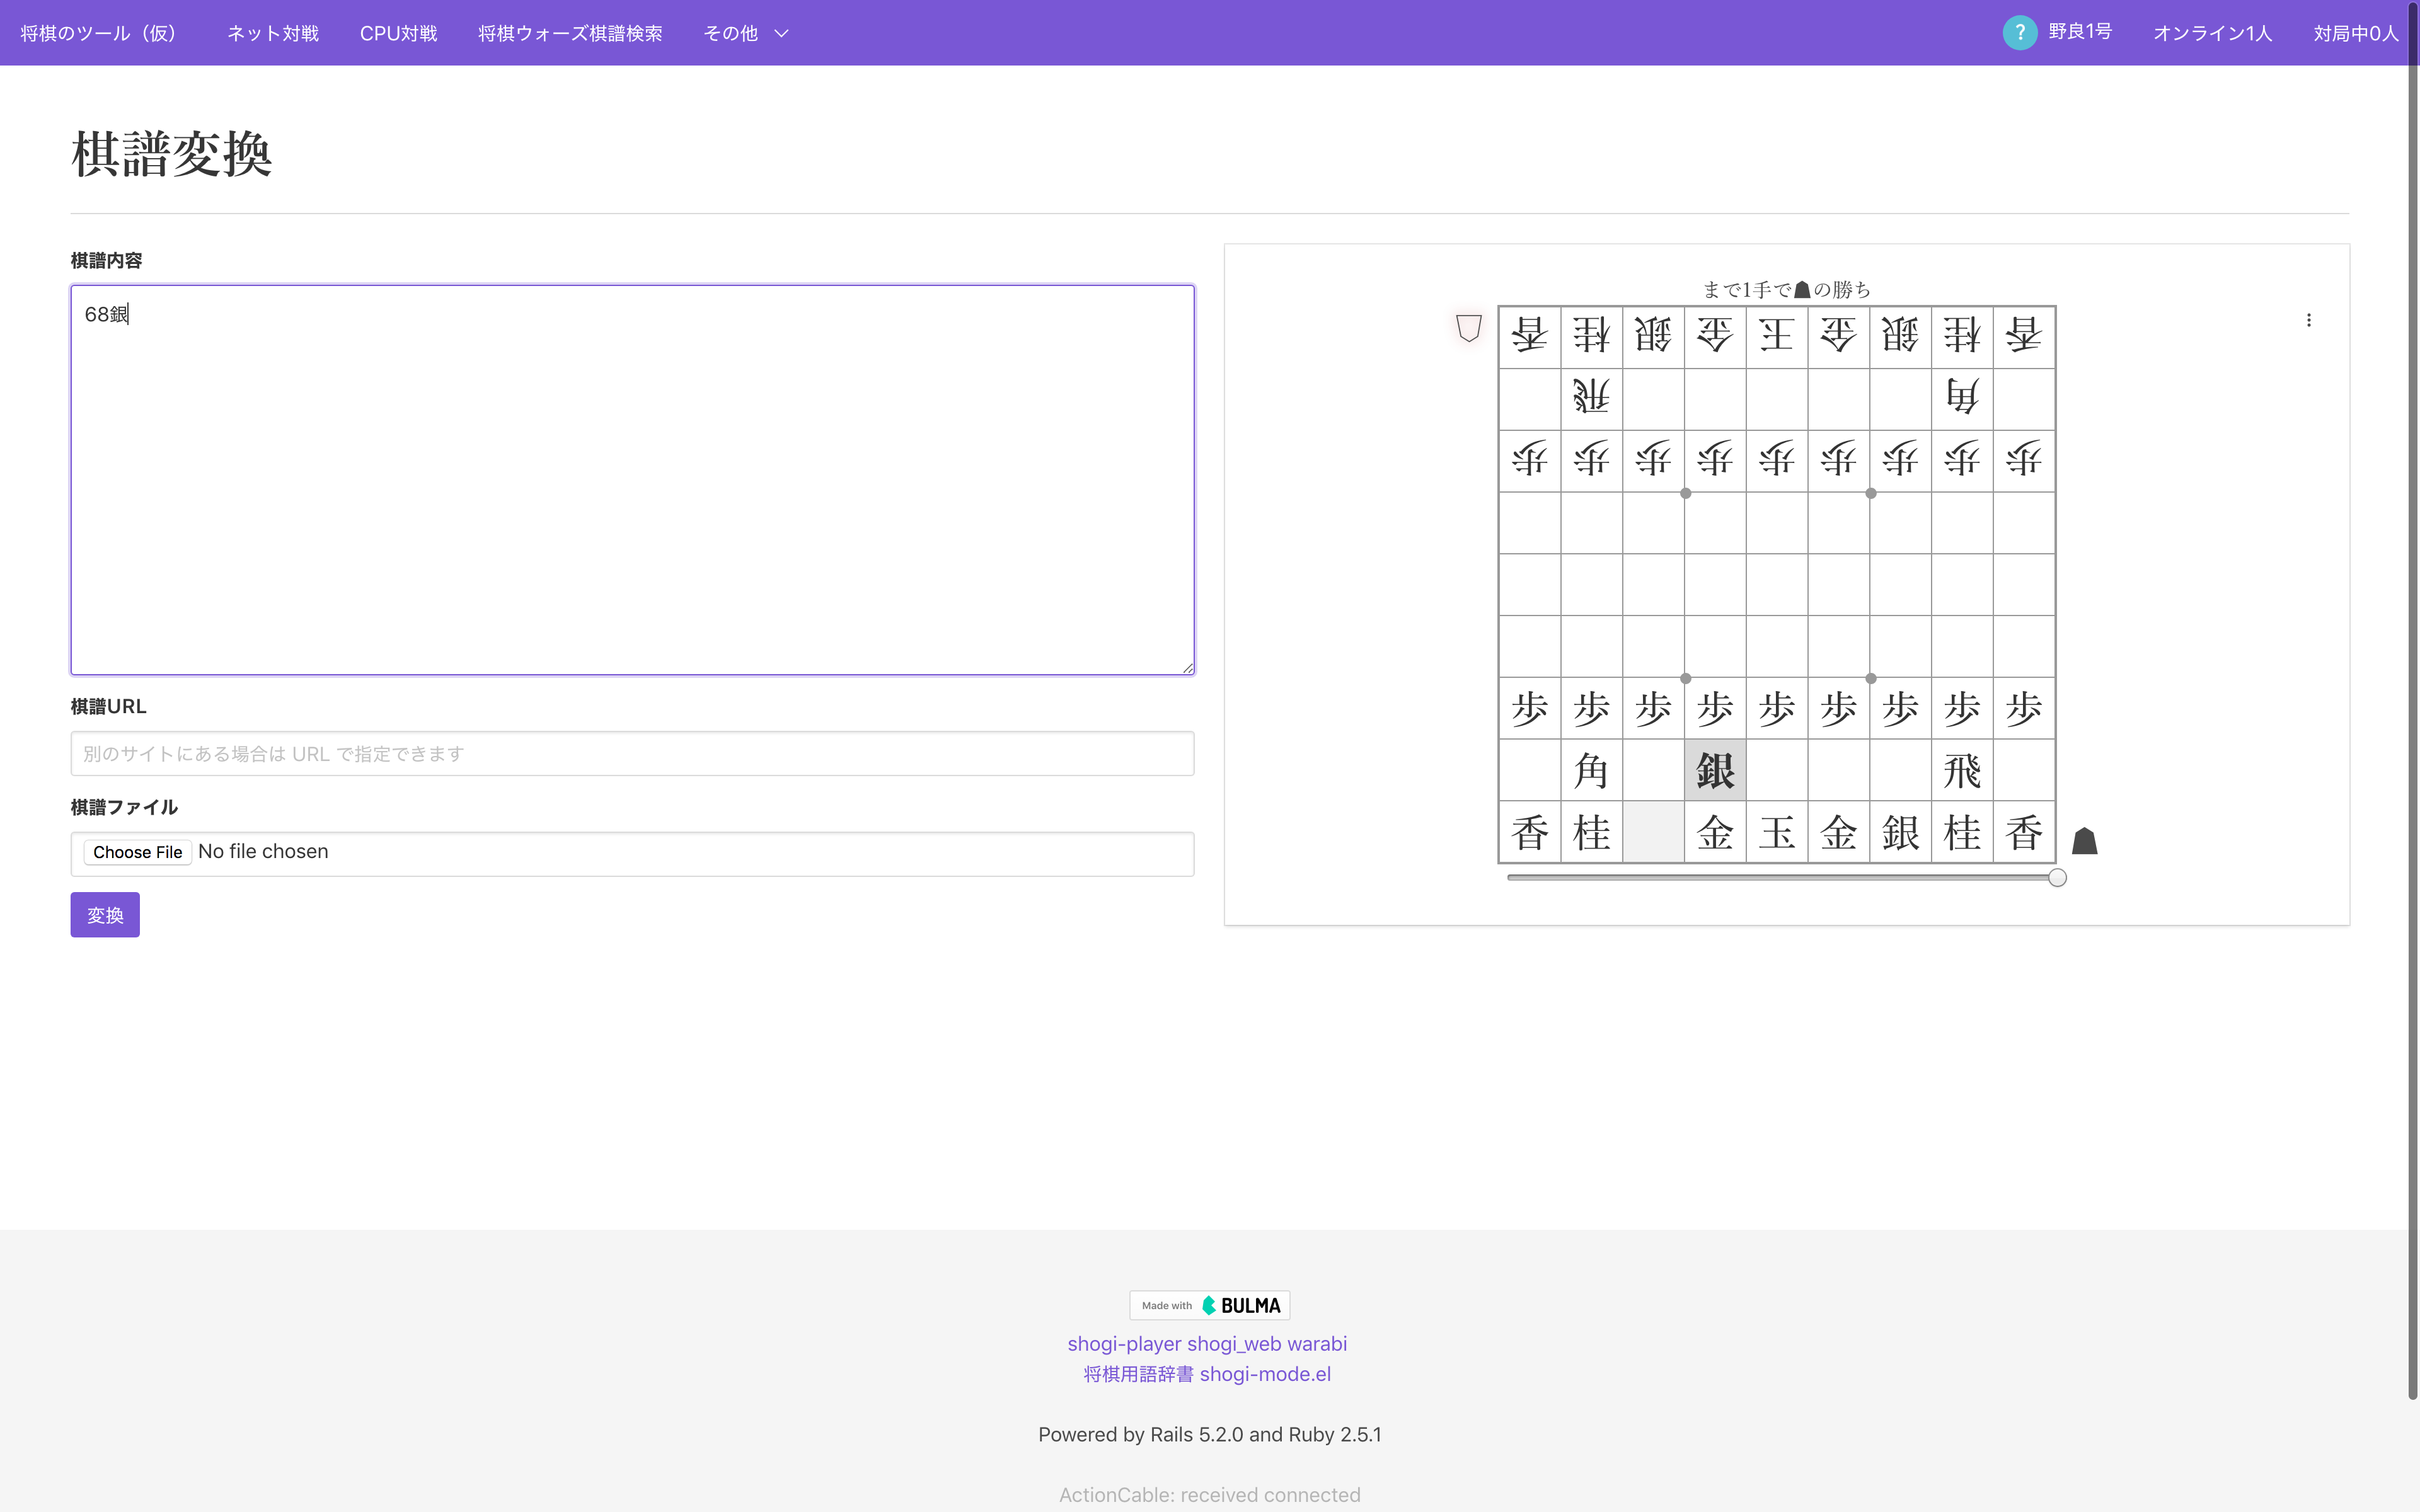 将棋のツール（仮） ネット対戦 CPU対戦 将棋ウォーズ棋譜検索 その他 ? 野良1号 オンライン1人 対局中0人
棋譜変換
棋譜内容
68銀
棋譜URL
別のサイトにある場合は URL で指定できます
棋譜ファイル
Choose File No file chosen
変換
まで1手で☗の勝ち
香桂銀金王金銀桂香
飛角
歩歩歩歩歩歩歩歩歩
歩歩歩歩歩歩歩歩歩
角銀飛
香桂金玉金銀桂香
Made with BULMA
shogi-player shogi_web warabi
将棋用語辞書 shogi-mode.el
Powered by Rails 5.2.0 and Ruby 2.5.1
ActionCable: received connected